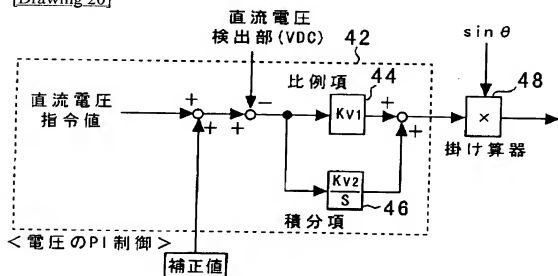 [Drawing 20]
直流電圧
検出部(VDC)
42
sinθ
比例項
44
48
直流電圧
指令値
+
+
+
-
Kv1
+
+
×
掛け算器
Kv2
S
46
積分項
<電圧のPI制御>
補正値